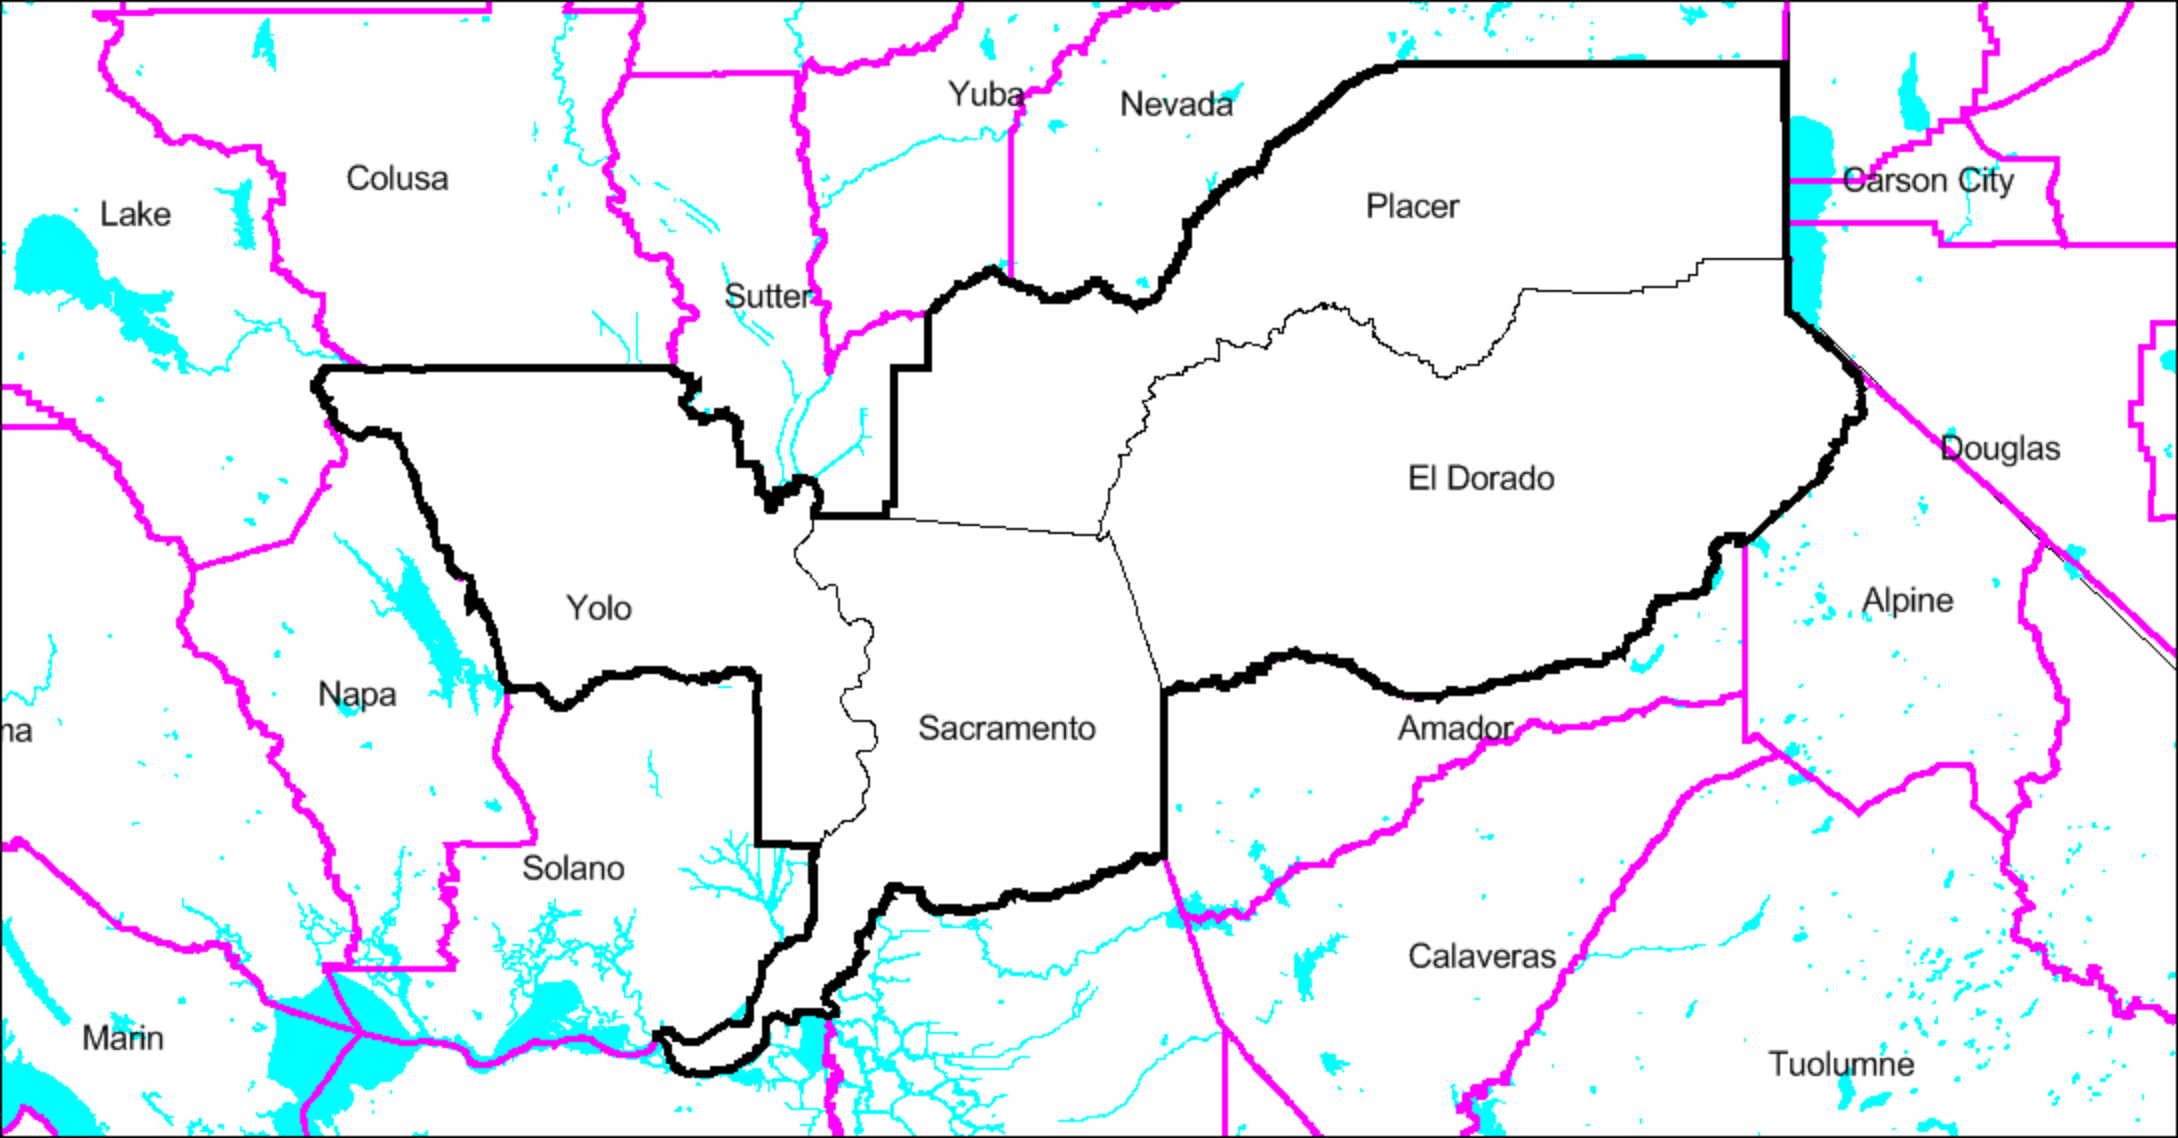 Yuba
Nevada
Colusa
Carson City
Placer
Lake
Sutter
Douglas
El Dorado
Alpine
Yolo
Napa
na
Sacramento
Amador
Solano
Calaveras
Marin
Tuolumne